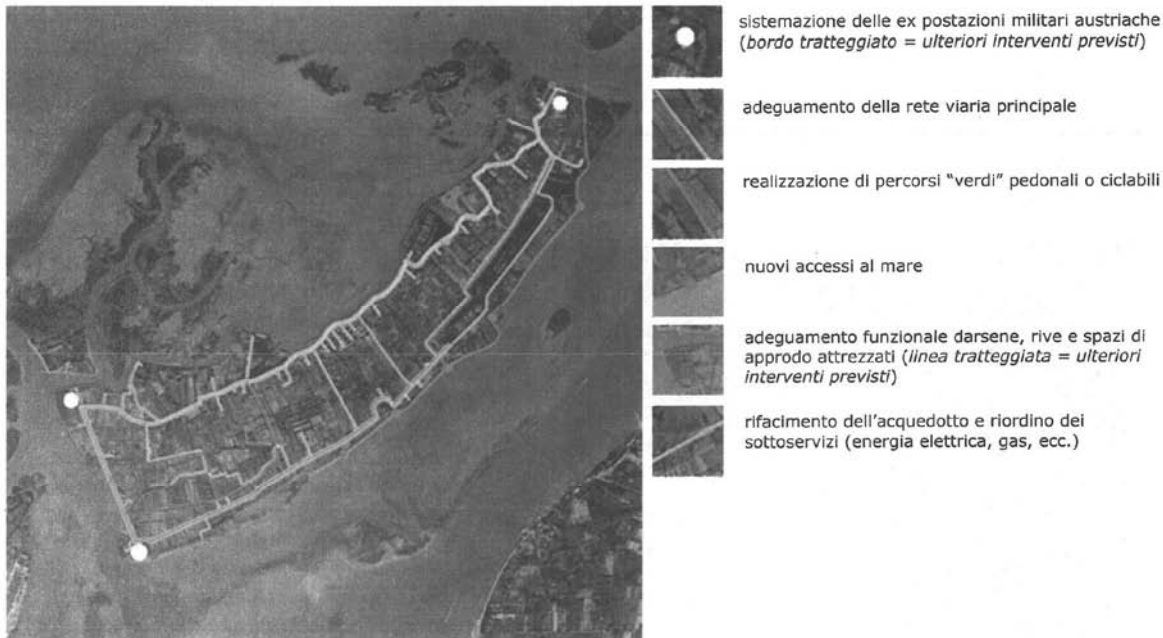 sistemazione delle ex postazioni militari austriache
(bordo tratteggiato = ulteriori interventi previsti)
adeguamento della rete viaria principale
realizzazione di percorsi “verdi” pedonali o ciclabili
nuovi accessi al mare
adeguamento funzionale darsene, rive e spazi di
approdo attrezzati (linea tratteggiata = ulteriori
interventi previsti)
rifacimento dell'acquedotto e riordino dei
sottoservizi (energia elettrica, gas, ecc.)